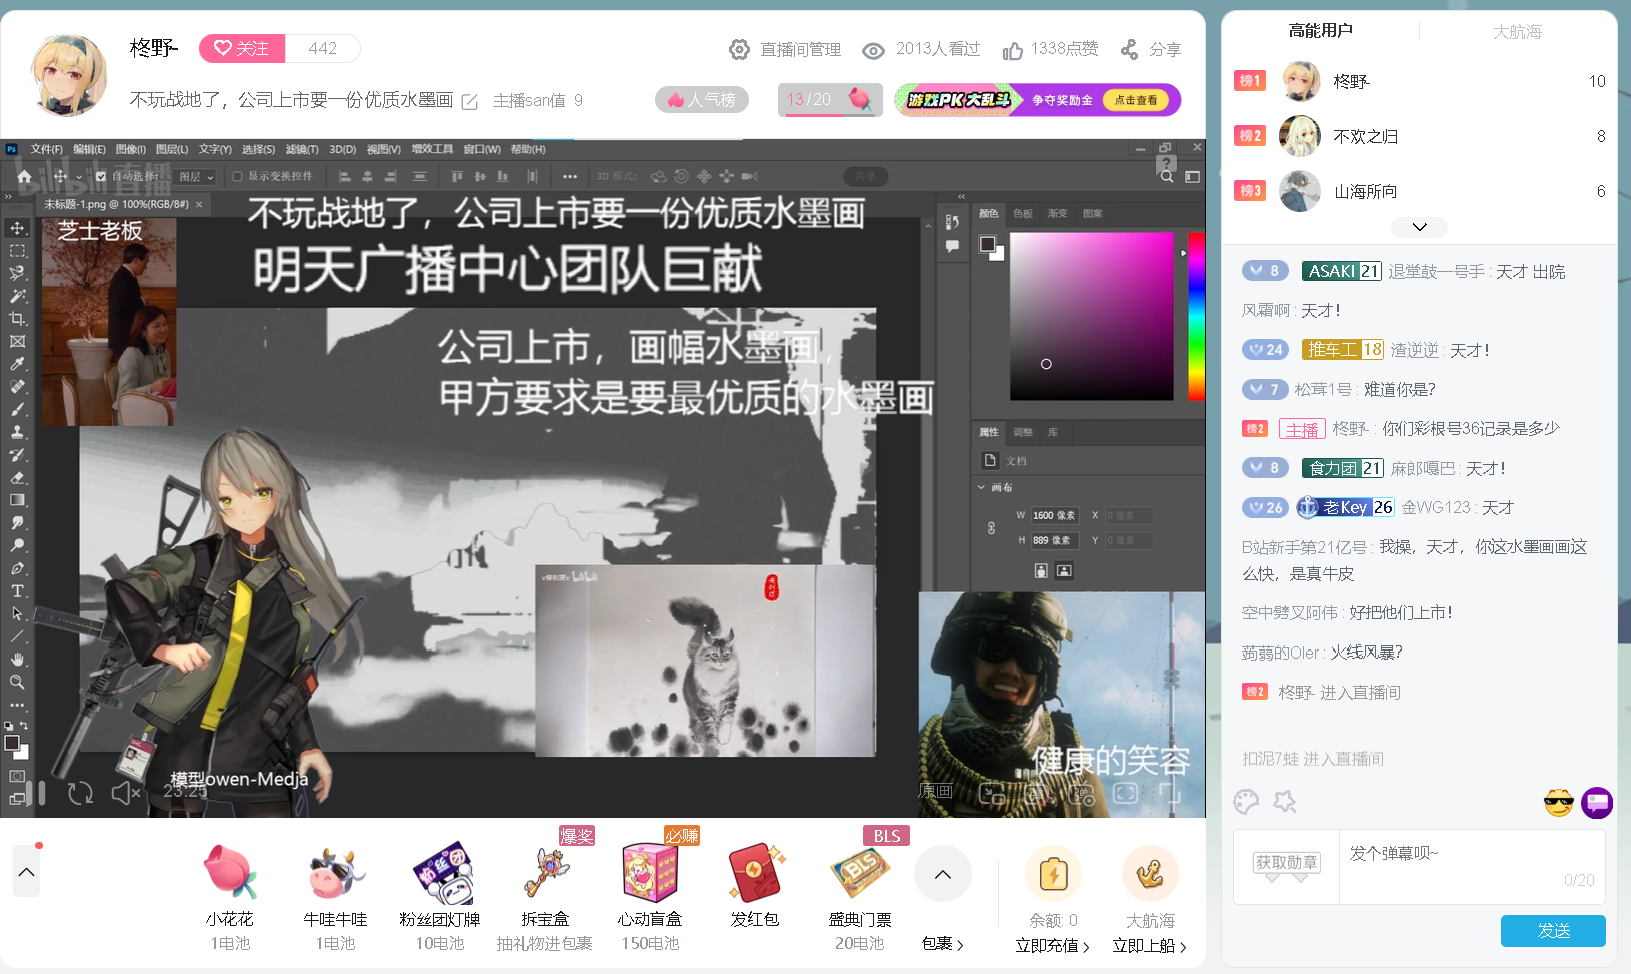 柊野-
关注 442
直播间管理 2013人看过 1338点赞 分享
不玩战地了，公司上市要一份优质水墨画 主播san值 9
人气榜 13/20 游戏PK大乱斗 争夺奖励金 点击查看
高能用户 大航海
榜1 柊野- 10
榜2 不欢之归 8
榜3 山海所向 6
Ps 文件(F) 编辑(E) 图像(I) 图层(L) 文字(Y) 选择(S) 滤镜(T) 3D(D) 视图(V) 增效工具 窗口(W) 帮助(H)
bilibili 直播
自动选择: 图层 显示变换控件 3D 模式: 共享
未标题-1.png @ 100%(RGB/8#) ×
芝士老板
不玩战地了，公司上市要一份优质水墨画
明天广播中心团队巨献
公司上市，画幅水墨画，
甲方要求是要最优质的水墨画
颜色 色板 渐变 图案
属性 调整 库
文档
画布
W 1600 像素 X 0 像素
H 889 像素 Y 0 像素
bilibili
健康的笑容
模型owen-Medja
23:25
原画
8 ASAKI 21 退堂鼓一号手 : 天才 出院
风霜啊 : 天才！
24 推车工 18 渣逆逆 : 天才！
7 松茸1号 : 难道你是?
榜2 主播 柊野- : 你们彩根号36记录是多少
8 食力团 21 麻郎嘎巴 : 天才！
26 老Key 26 金WG123 : 天才
B站新手第21亿号 : 我操，天才，你这水墨画画这
么快，是真牛皮
空中劈叉阿伟 : 好把他们上市！
蒟蒻的Oler : 火线风暴?
榜2 柊野- 进入直播间
扣泥7蛙 进入直播间
获取勋章 发个弹幕呗~
0/20
发送
爆奖 必赚 BLS
小花花 牛哇牛哇 粉丝团灯牌 拆宝盒 心动盲盒 发红包 盛典门票
1电池 1电池 10电池 抽礼物进包裹 150电池 20电池
包裹
余额: 0 大航海
立即充值 立即上船